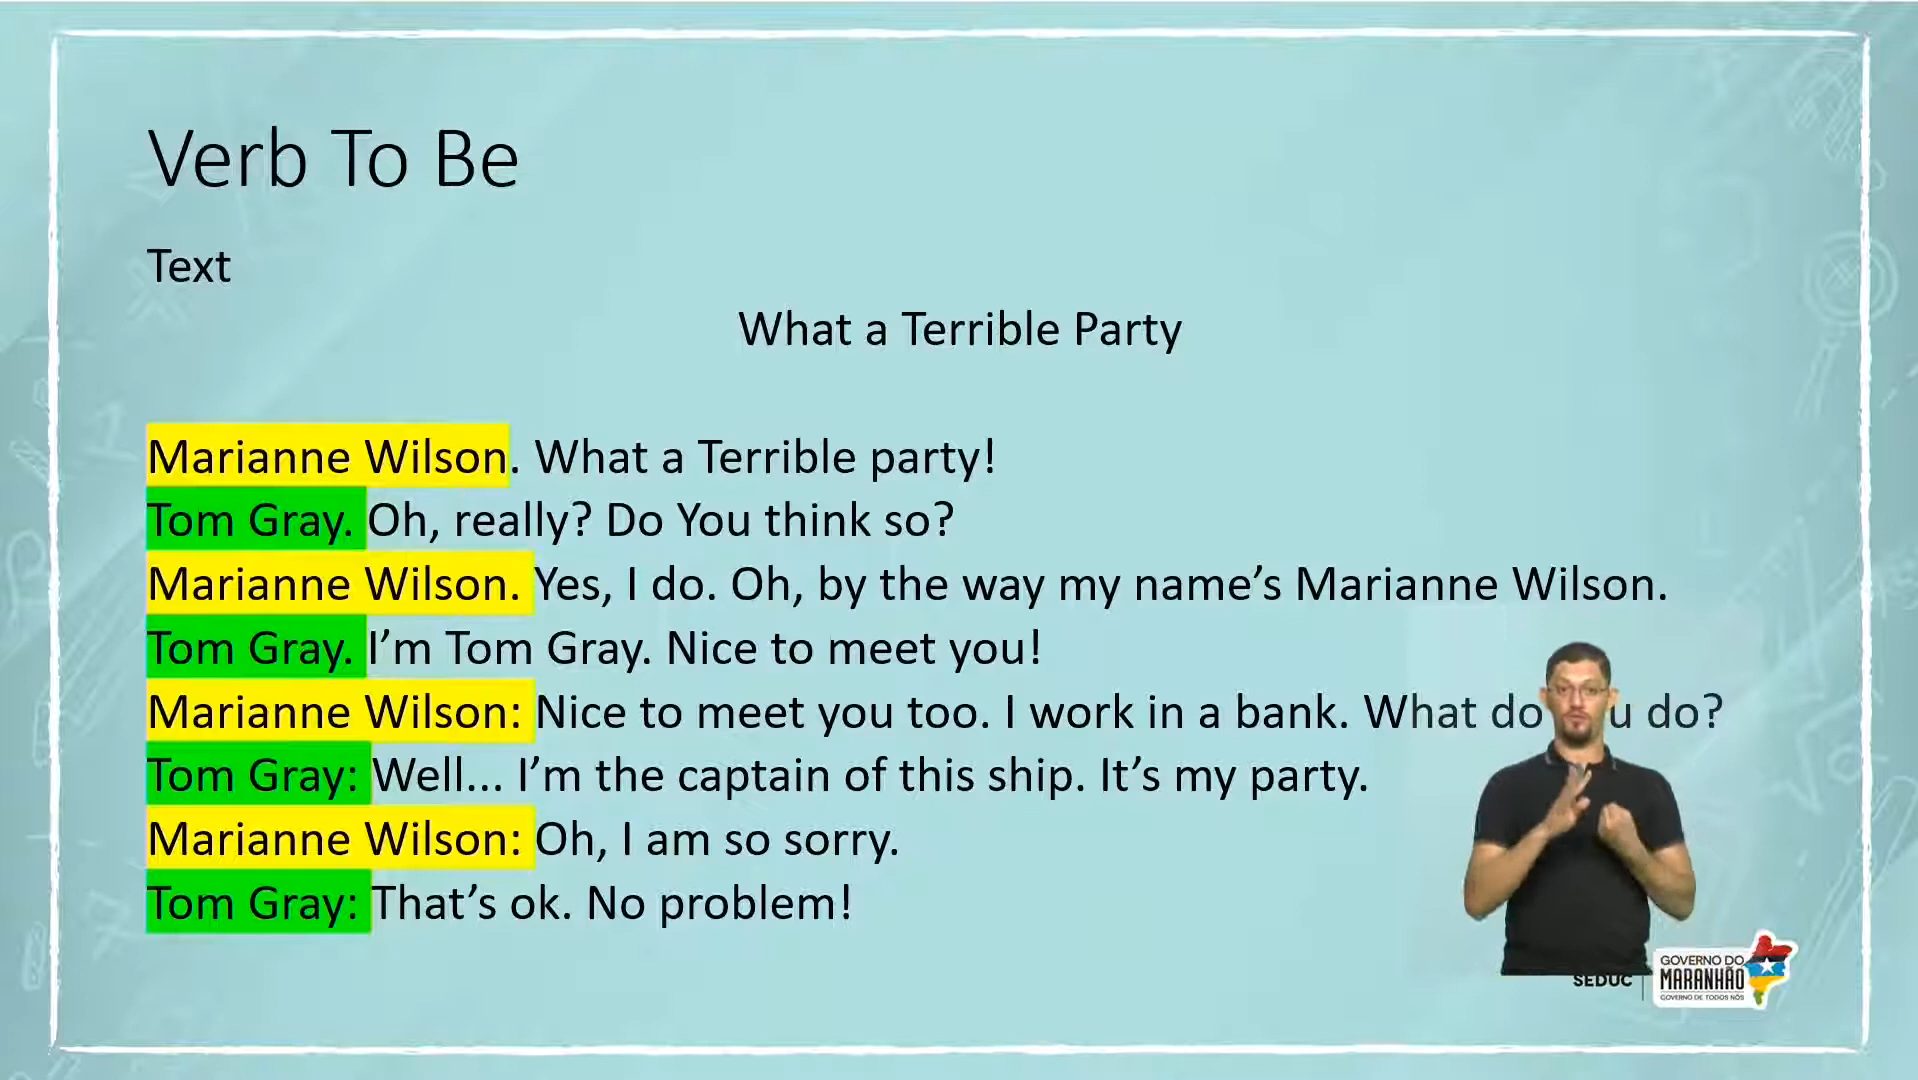 Verb To Be
Text
What a Terrible Party
Marianne Wilson. What a Terrible party!
Tom Gray. Oh, really? Do You think so?
Marianne Wilson. Yes, I do. Oh, by the way my name’s Marianne Wilson.
Tom Gray. I’m Tom Gray. Nice to meet you!
Marianne Wilson: Nice to meet you too. I work in a bank. What do u do?
Tom Gray: Well... I’m the captain of this ship. It’s my party.
Marianne Wilson: Oh, I am so sorry.
Tom Gray: That’s ok. No problem!
SEDUC
GOVERNO DO
MARANHÃO
GOVERNO DE TODOS NÓS